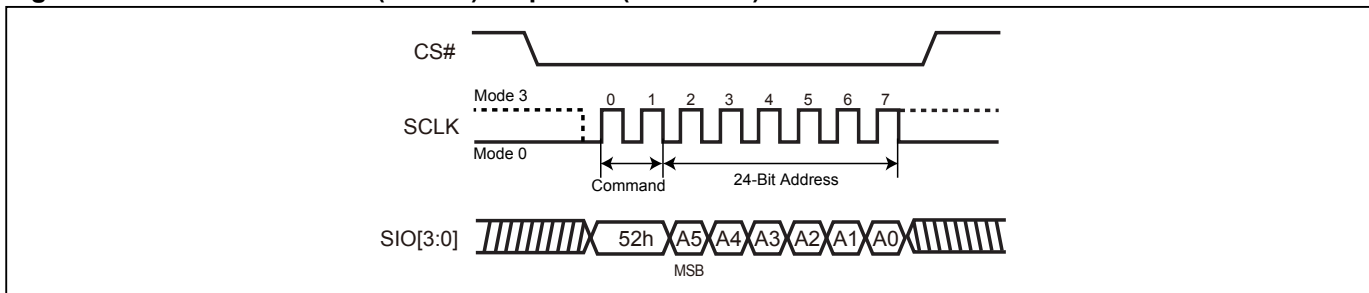 CS#
Mode 3
0 1 2 3 4 5 6 7
SCLK
Mode 0
Command
24-Bit Address
SIO[3:0]
52h A5 A4 A3 A2 A1 A0
MSB